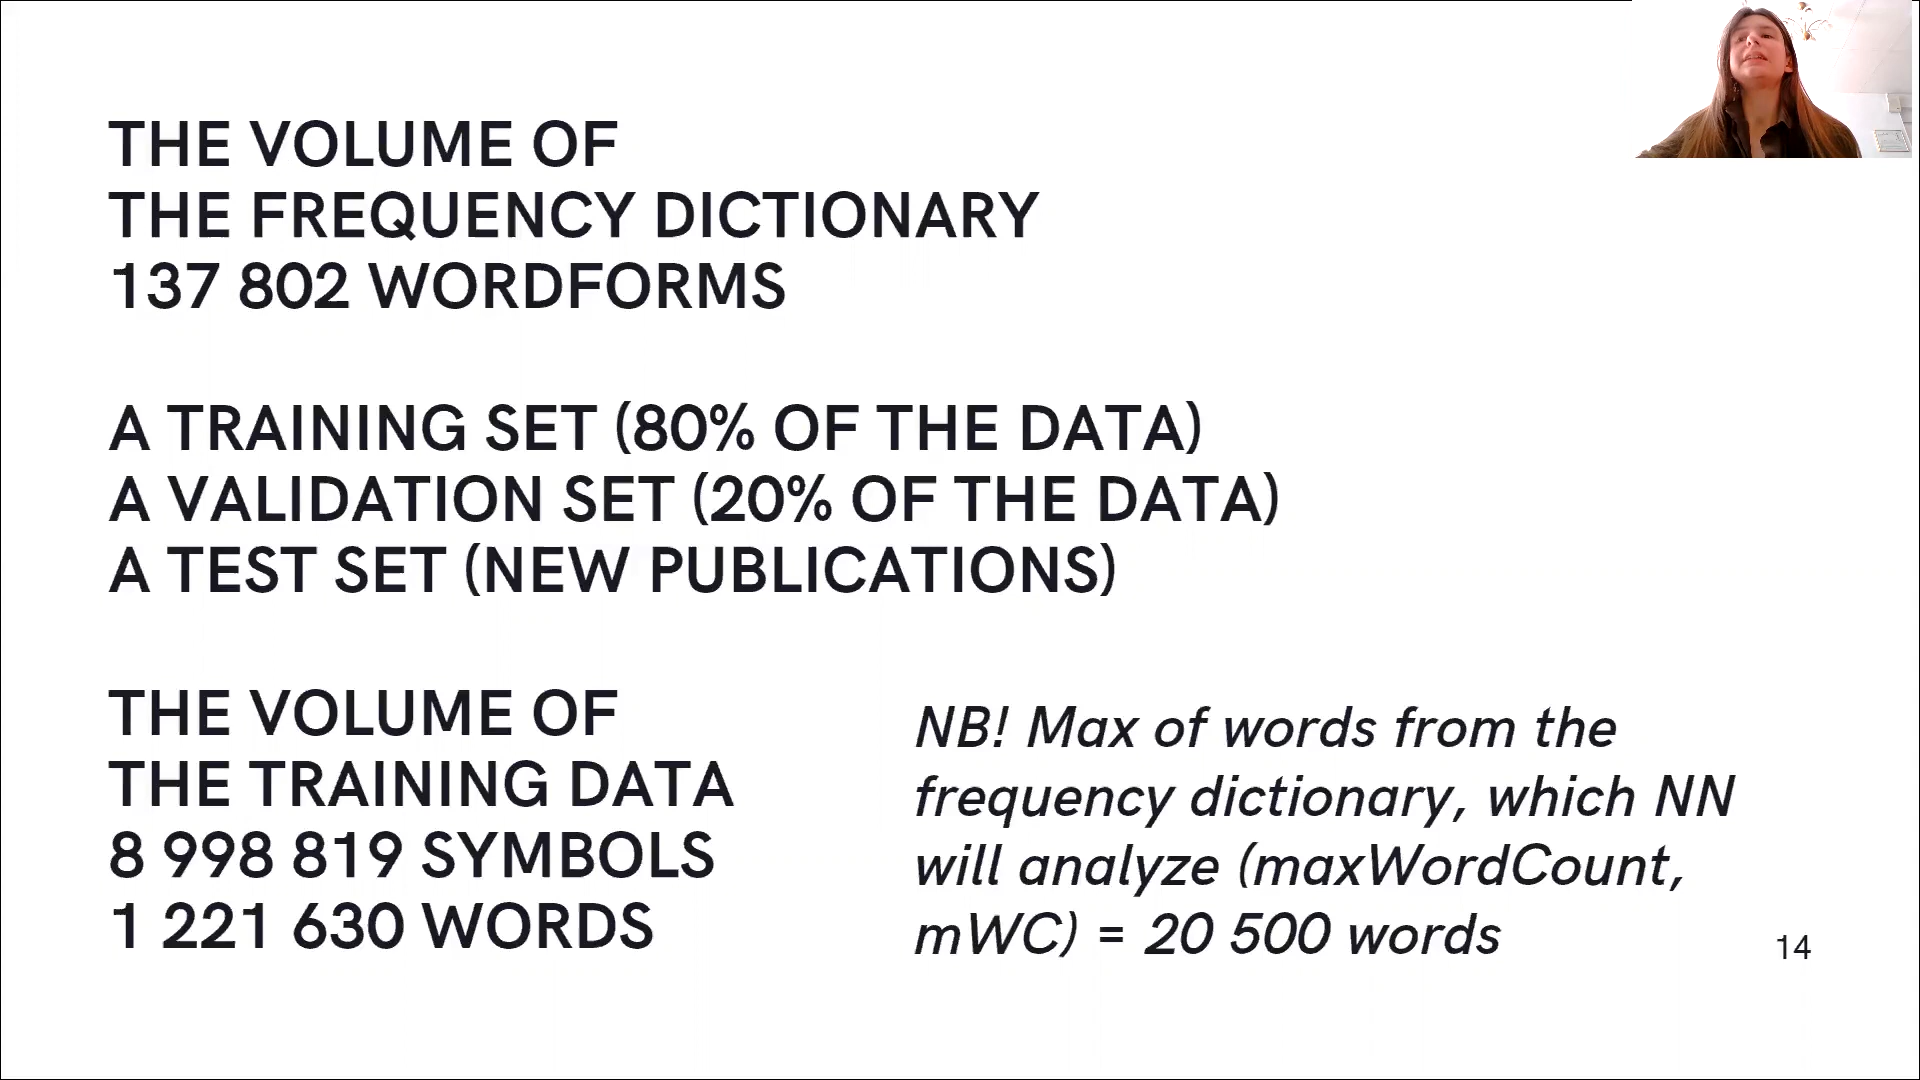 THE VOLUME OF
THE FREQUENCY DICTIONARY
137 802 WORDFORMS
A TRAINING SET (80% OF THE DATA)
A VALIDATION SET (20% OF THE DATA)
A TEST SET (NEW PUBLICATIONS)
THE VOLUME OF
THE TRAINING DATA
8 998 819 SYMBOLS
1 221 630 WORDS
NB! Max of words from the
frequency dictionary, which NN
will analyze (maxWordCount,
mWC) = 20 500 words
14